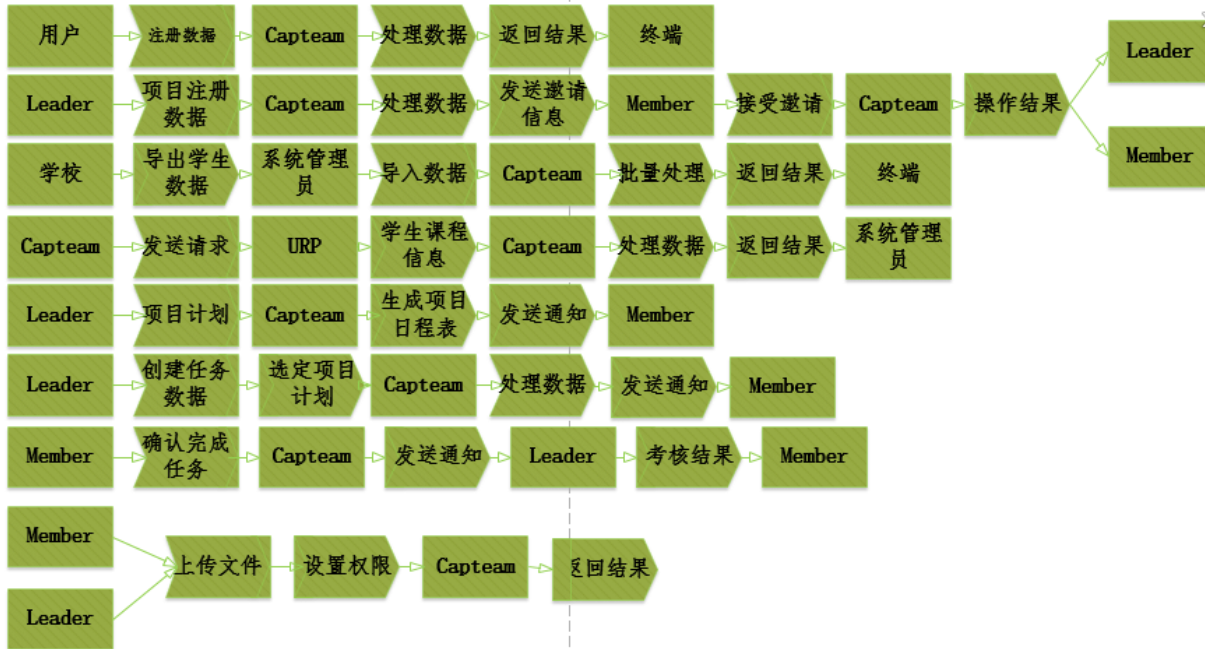 用户
注册数据
Capteam
处理数据
返回结果
终端
Leader
项目注册
数据
Capteam
处理数据
发送邀请
信息
Member
接受邀请
Capteam
操作结果
Leader
Member
学校
导出学生
数据
系统管理
员
导入数据
Capteam
批量处理
返回结果
终端
Capteam
发送请求
URP
学生课程
信息
Capteam
处理数据
返回结果
系统管理
员
Leader
项目计划
Capteam
生成项目
日程表
发送通知
Member
Leader
创建任务
数据
选定项目
计划
Capteam
处理数据
发送通知
Member
Member
确认完成
任务
Capteam
发送通知
Leader
考核结果
Member
Member
Leader
上传文件
设置权限
Capteam
返回结果